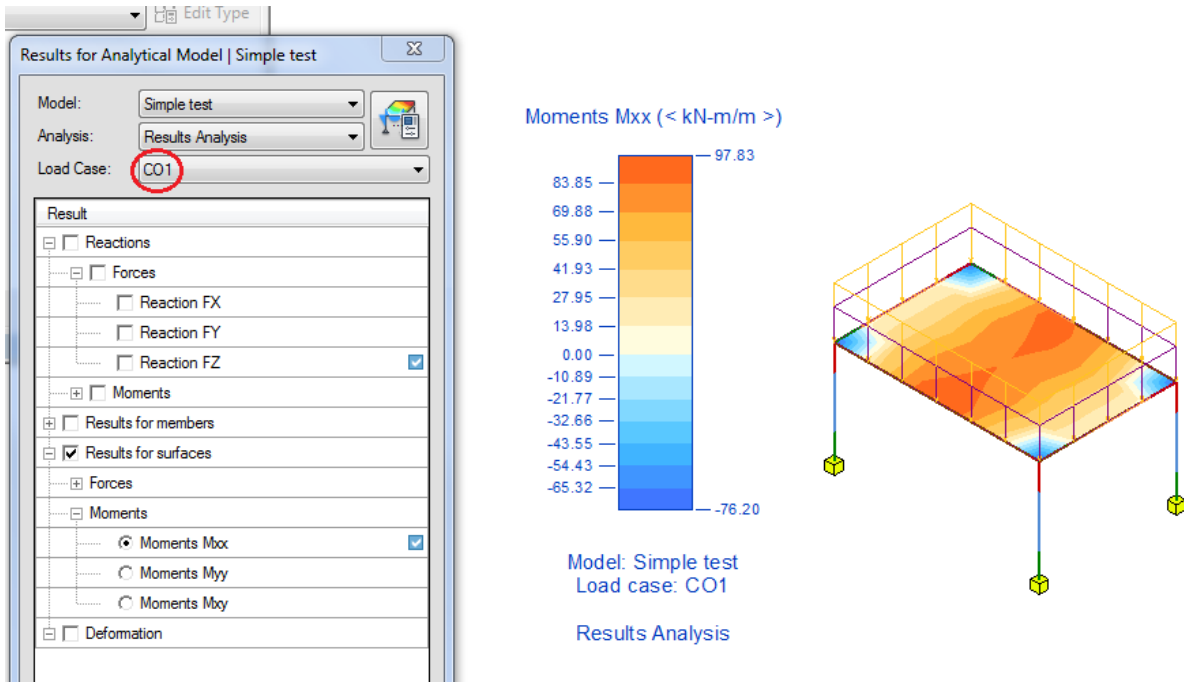 Edit Type
Results for Analytical Model | Simple test
Model: Simple test
Analysis: Results Analysis
Load Case: CO1
Result
Reactions
Forces
Reaction FX
Reaction FY
Reaction FZ
Moments
Results for members
Results for surfaces
Forces
Moments
Moments Mxx
Moments Myy
Moments Mxy
Deformation
Moments Mxx (< kN-m/m >)
97.83
83.85
69.88
55.90
41.93
27.95
13.98
0.00
-10.89
-21.77
-32.66
-43.55
-54.43
-65.32
-76.20
Model: Simple test
Load case: CO1
Results Analysis